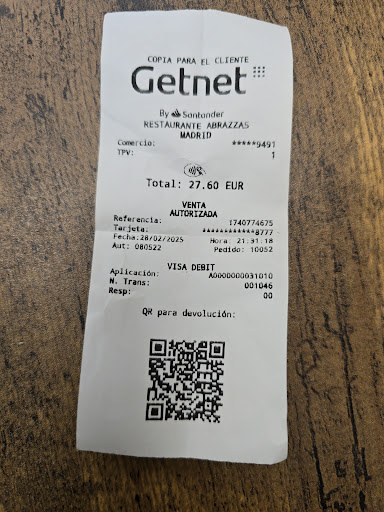 COPIA PARA EL CLIENTE
Getnet
By Santander
RESTAURANTE ABRAZZAS
MADRID
Comercio: *****9491
TPV: 1
Total: 27.60 EUR
VENTA
AUTORIZADA
Referencia: 1740774675
Tarjeta: ************8777
Fecha:28/02/2025 Hora: 21:31:18
Aut: 080522 Pedido: 10052
VISA DEBIT
Aplicación: A0000000031010
N. Trans: 001046
Resp: 00
QR para devolución: